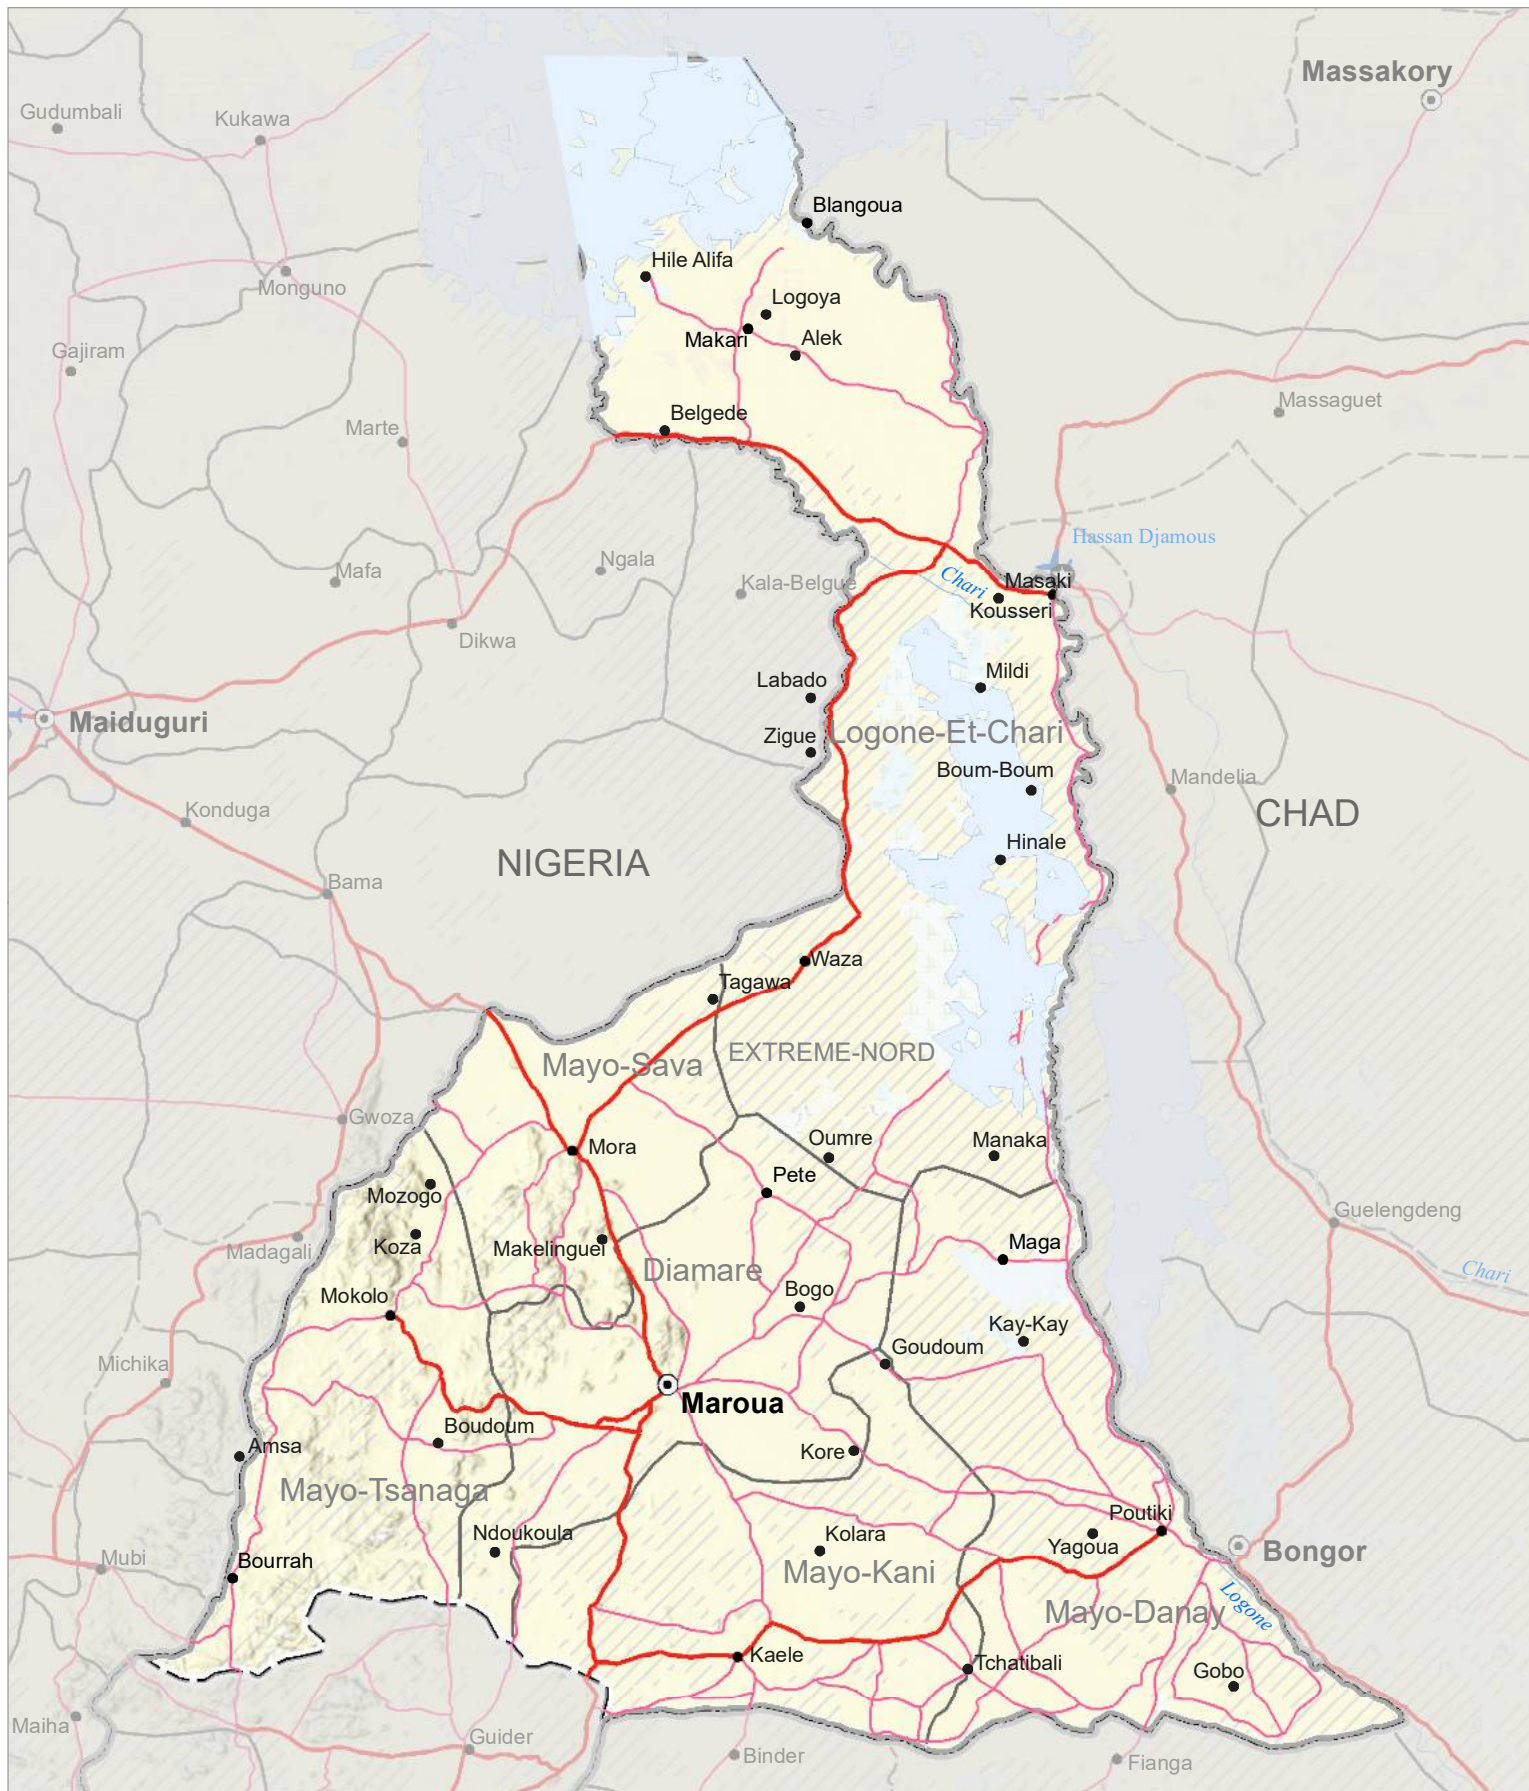 Massakory
Gudumbali
Kukawa
Blangoua
Hile Alifa
Monguno
Logoya
Makari
Alek
Gajiram
Massaguet
Belgede
Marte
Hassan Djamous
Ngala
Mafa
Kala-Belgue
Chari
Masaki
Kousseri
Dikwa
Mildi
Labado
Maiduguri
Zigue
Logone-Et-Chari
Boum-Boum
Mandelia
Konduga
CHAD
Hinale
NIGERIA
Bama
Waza
Tagawa
EXTREME-NORD
Mayo-Sava
Gwoza
Oumre
Manaka
Mora
Pete
Mozogo
Guelengdeng
Koza
Makelinguel
Madagali
Maga
Diamare
Chari
Mokolo
Bogo
Kay-Kay
Goudoum
Michika
Maroua
Boudoum
Amsa
Kore
Mayo-Tsanaga
Poutiki
Ndoukoula
Kolara
Yagoua
Bongor
Mubi
Bourrah
Mayo-Kani
Logone
Mayo-Danay
Kaele
Tchatibali
Gobo
Maiha
Guider
Binder
Fianga